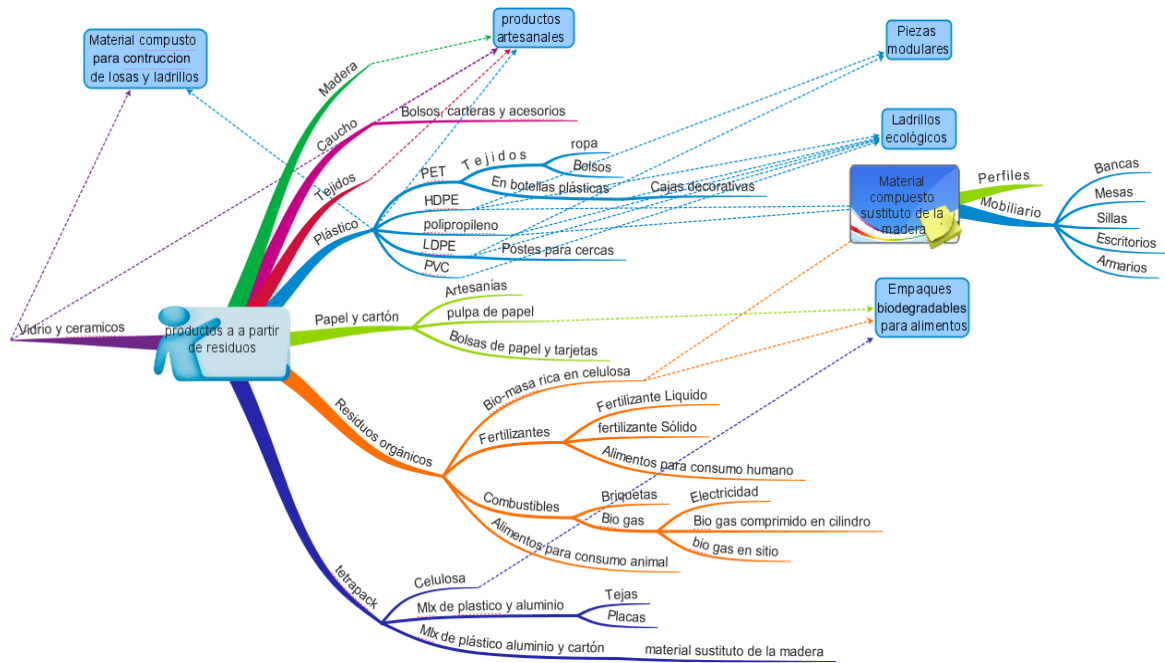 Material compusto
para contruccion
de losas y ladrillos
productos
artesanales
Piezas
modulares
Ladrillos
ecológicos
Material
compuesto
sustituto de la
madera
Perfiles
Mobiliario
Bancas
Mesas
Sillas
Escritorios
Armarios
Empaques
biodegradables
para alimentos
Madera
Caucho
Bolsos, carteras y acesorios
Tejidos
Plástico
PET
Tejidos
ropa
Bolsos
En botellas plásticas
Cajas decorativas
HDPE
polipropileno
LDPE
Postes para cercas
PVC
Vidrio y ceramicos
productos a a partir
de residuos
Papel y cartón
Artesanías
pulpa de papel
Bolsas de papel y tarjetas
Residuos orgánicos
Bio-masa rica en celulosa
Fertilizantes
Fertilizante Liquido
fertilizante Sólido
Alimentos para consumo humano
Combustibles
Briquetas
Bio gas
Electricidad
Bio gas comprimido en cilindro
bio gas en sitio
Alimentos para consumo animal
tetrapack
Celulosa
MIx de plastico y aluminio
Tejas
Placas
MIx de plástico aluminio y cartón
material sustituto de la madera